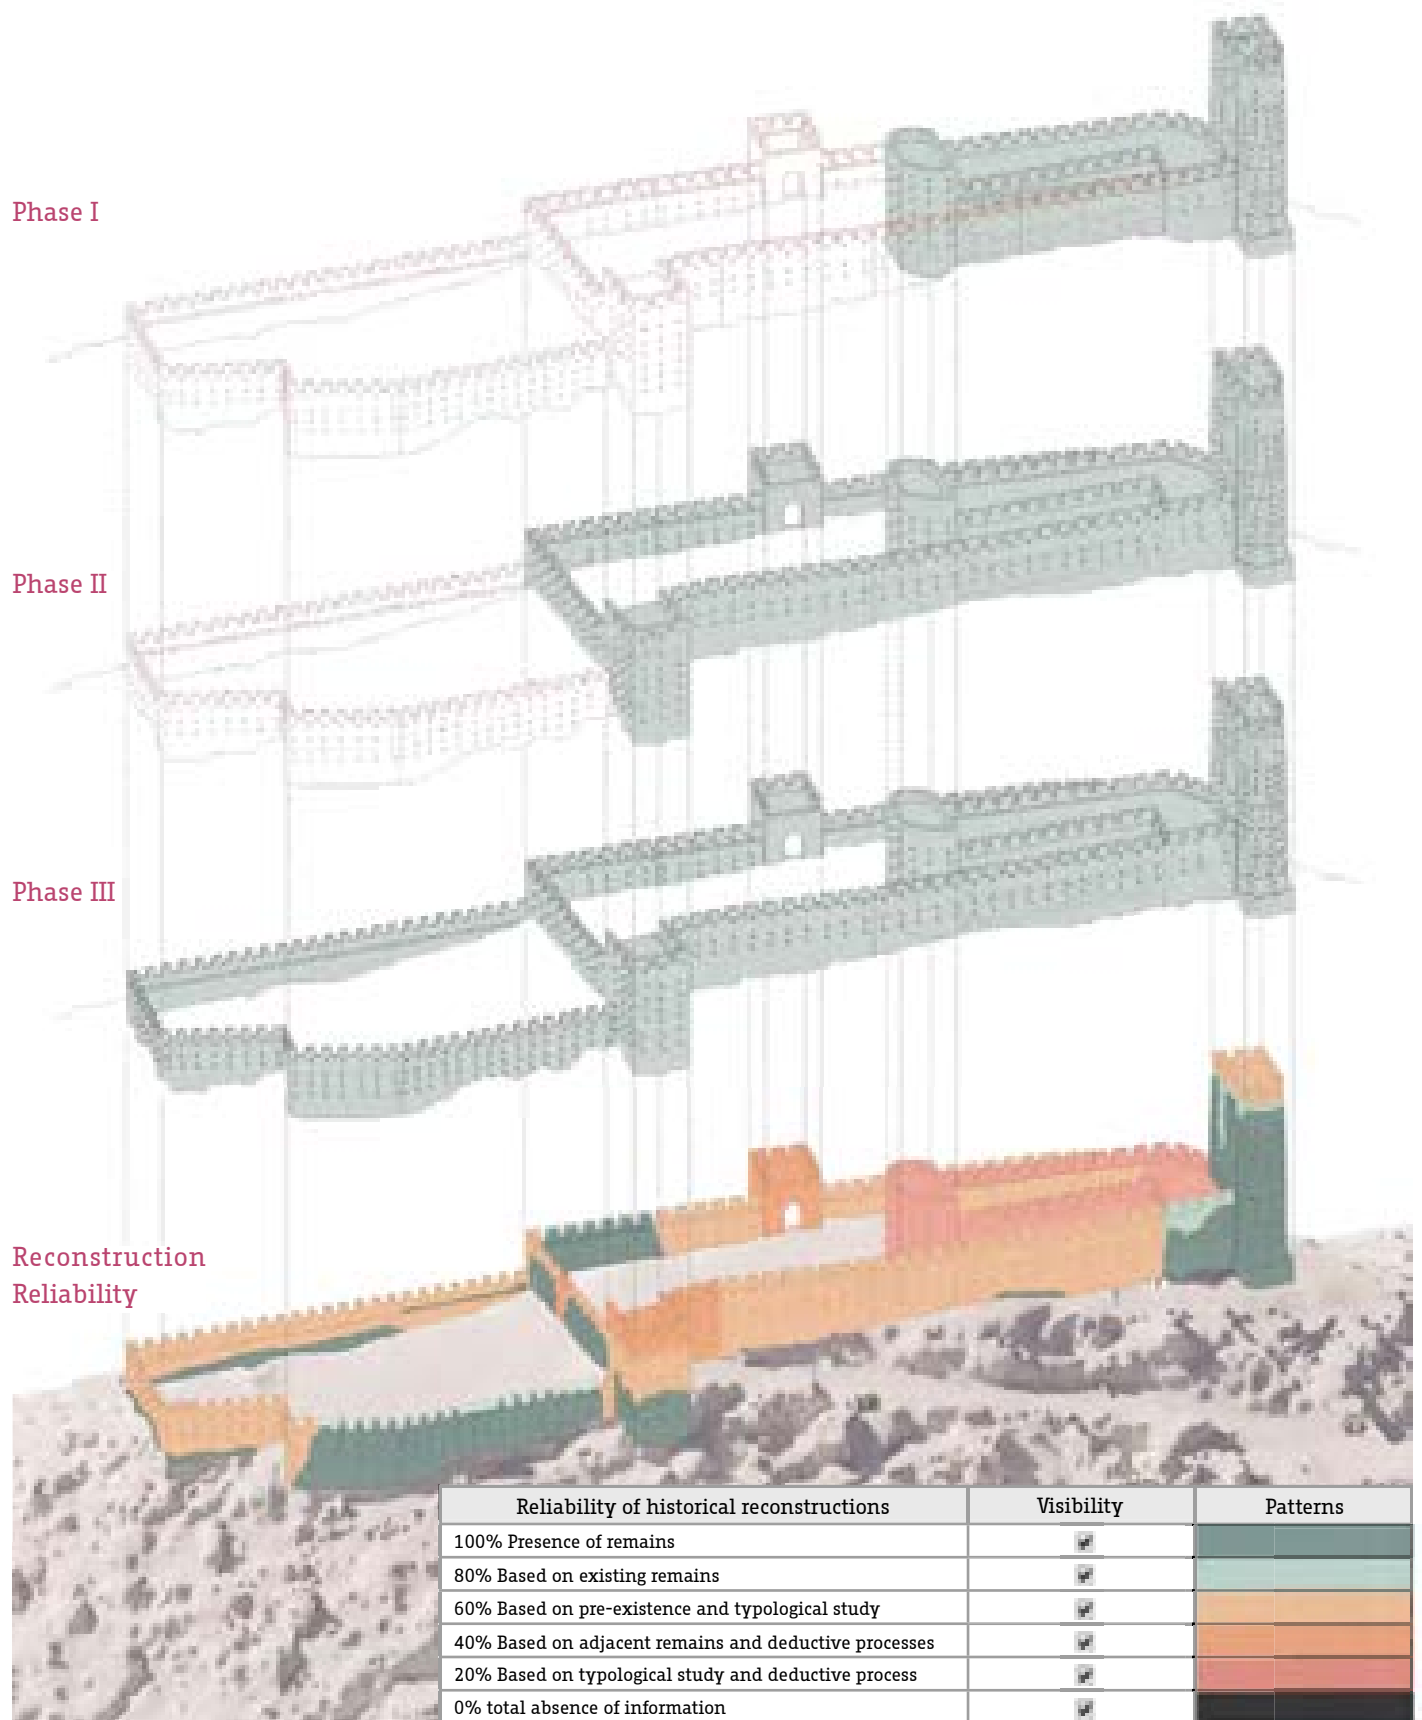 Phase I
Phase II
Phase III
Reconstruction
Reliability
Reliability of historical reconstructions Visibility Patterns
100% Presence of remains
80% Based on existing remains
60% Based on pre-existence and typological study
40% Based on adjacent remains and deductive processes
20% Based on typological study and deductive process
0% total absence of information